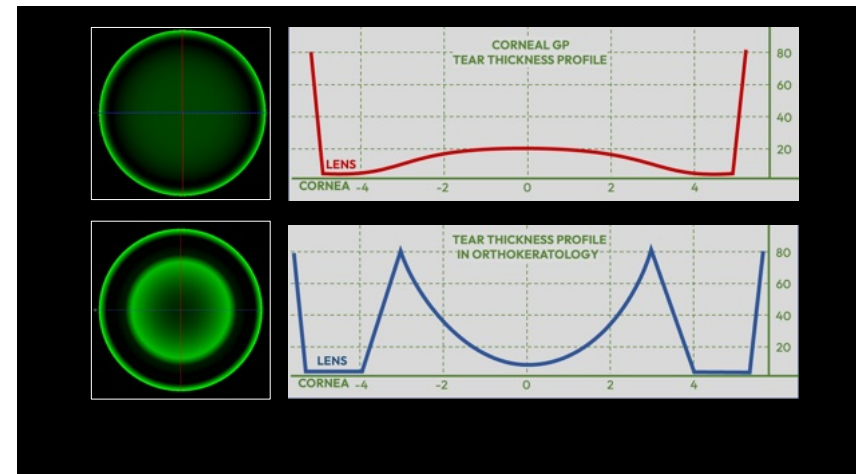 CORNEAL GP
TEAR THICKNESS PROFILE
80
60
40
20
LENS
CORNEA -4 -2 0 2 4
TEAR THICKNESS PROFILE
IN ORTHOKERATOLOGY
80
60
40
20
LENS
CORNEA -4 -2 0 2 4